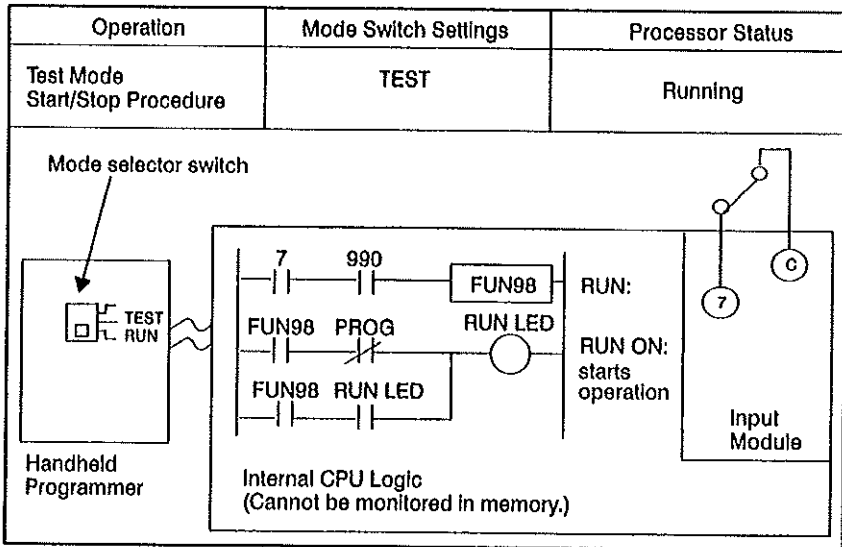 Operation
Mode Switch Settings
Processor Status
Test Mode
Start/Stop Procedure
TEST
Running
Mode selector switch
TEST
RUN
Handheld
Programmer
7 990
FUN98
RUN:
FUN98 PROG RUN LED
RUN ON:
starts
operation
FUN98 RUN LED
Internal CPU Logic
(Cannot be monitored in memory.)
7
C
Input
Module